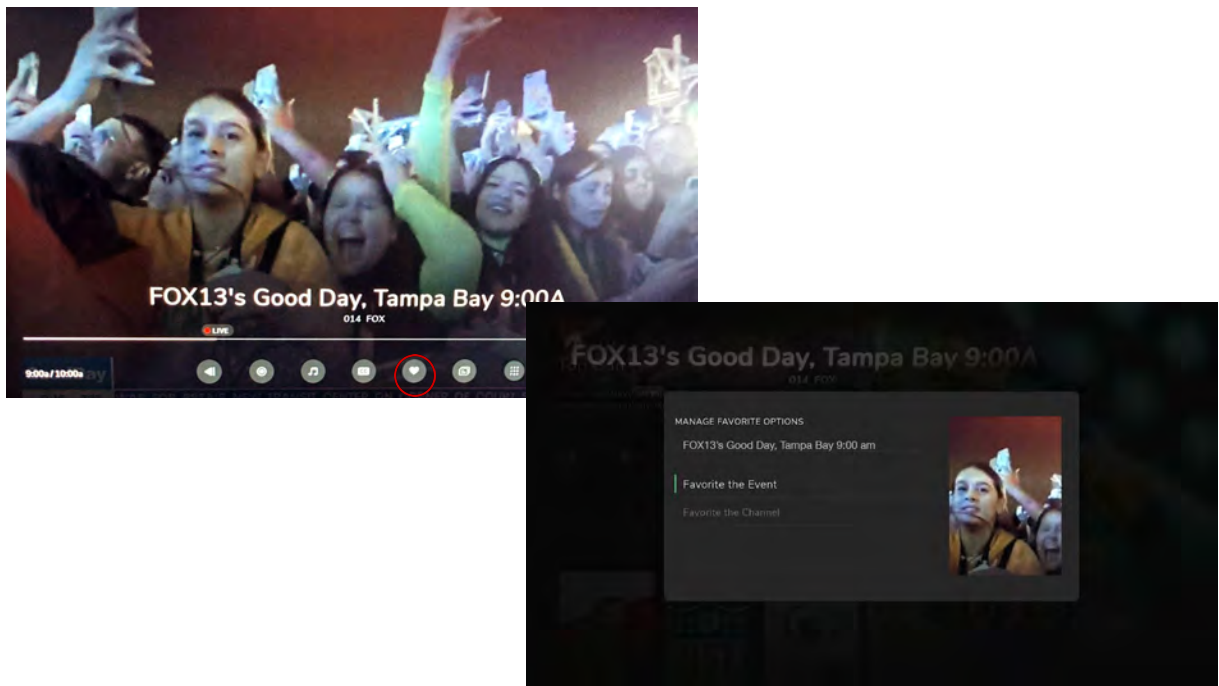 FOX13's Good Day, Tampa Bay 9:00A
014 FOX
LIVE
9:00a / 10:00a
FOX13's Good Day, Tampa Bay 9:00A
014 FOX
MANAGE FAVORITE OPTIONS
FOX13's Good Day, Tampa Bay 9:00 am
Favorite the Event
Favorite the Channel